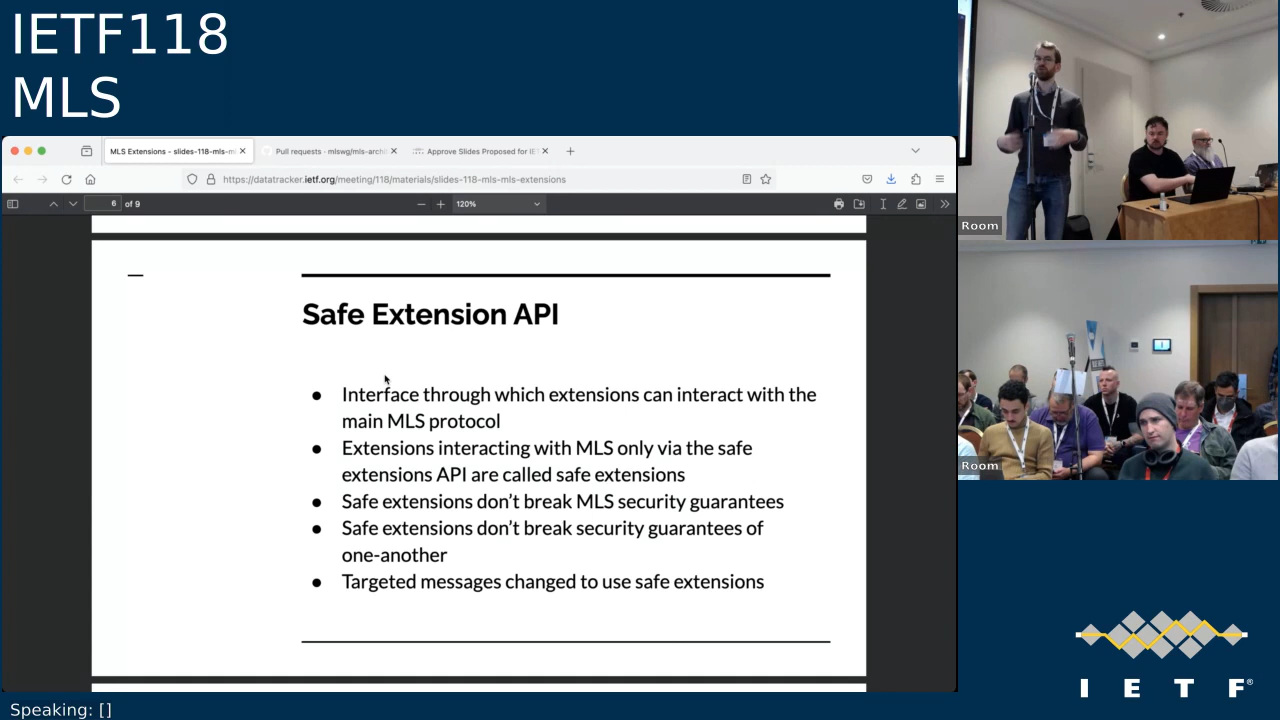 IETF118
MLS
MLS Extensions – slides-118-mls-m
Pull requests · mlswg/mls-archi
Approve Slides Proposed for IE
https://datatracker.ietf.org/meeting/118/materials/slides-118-mls-mls-extensions
6 of 9
120%
Safe Extension API
● Interface through which extensions can interact with the
main MLS protocol
● Extensions interacting with MLS only via the safe
extensions API are called safe extensions
● Safe extensions don't break MLS security guarantees
● Safe extensions don't break security guarantees of
one-another
● Targeted messages changed to use safe extensions
Room
Room
I E T F®
Speaking: []